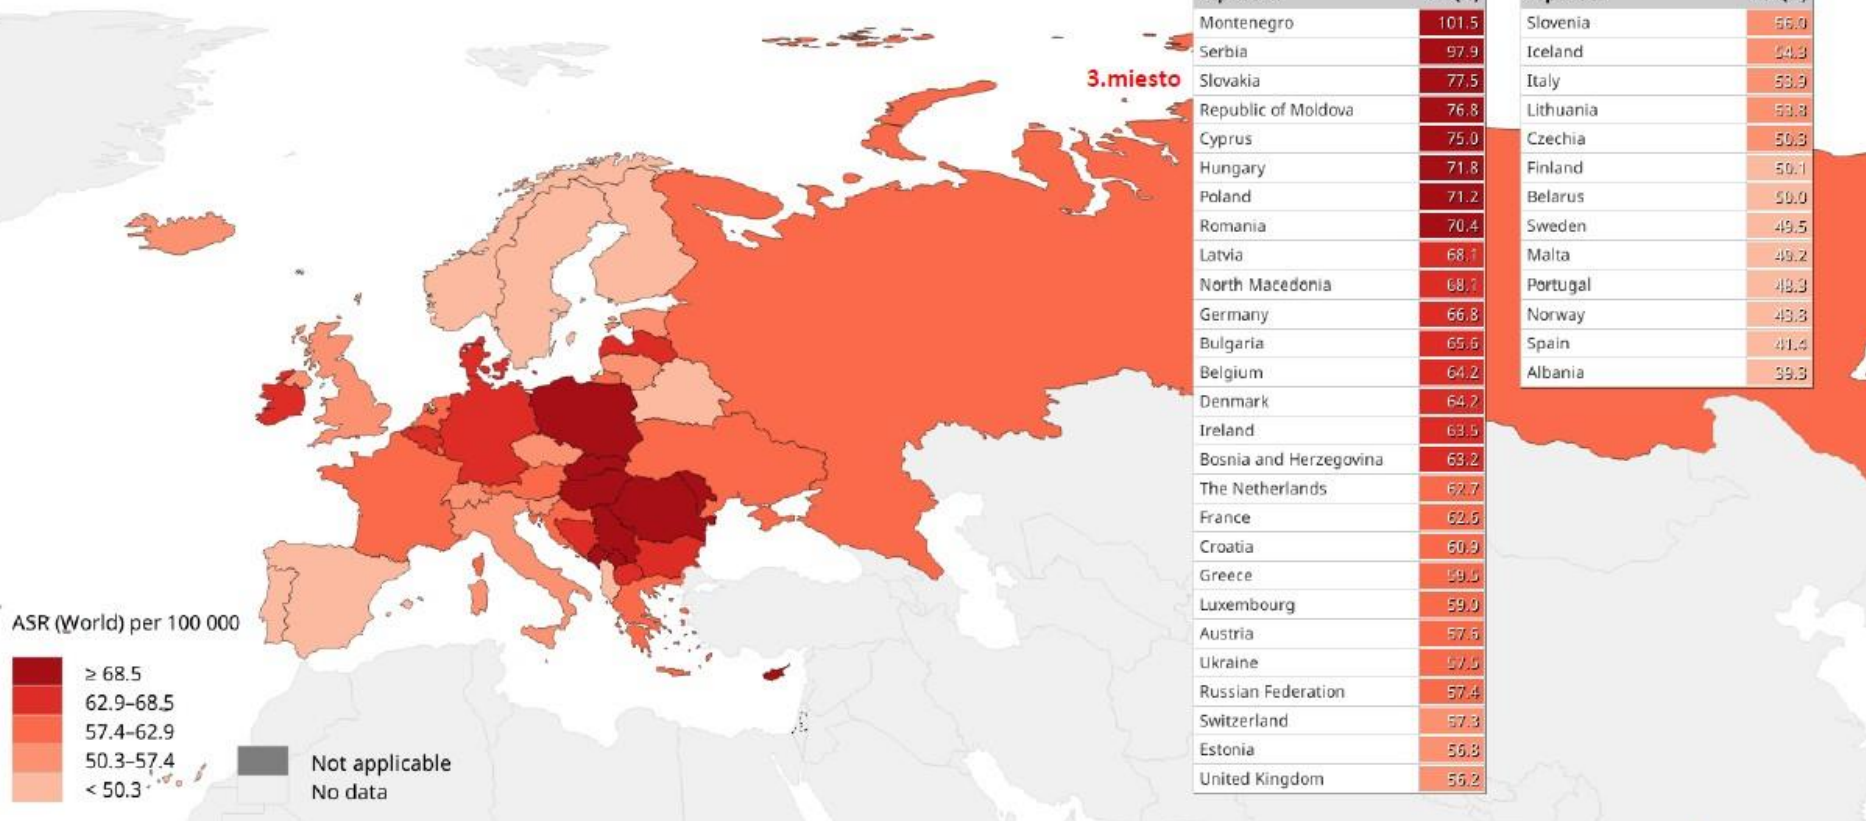 3.miesto
Montenegro 101.5
Serbia 97.9
Slovakia 77.5
Republic of Moldova 76.8
Cyprus 75.0
Hungary 71.8
Poland 71.2
Romania 70.4
Latvia 68.1
North Macedonia 68.1
Germany 66.8
Bulgaria 65.6
Belgium 64.2
Denmark 64.2
Ireland 63.5
Bosnia and Herzegovina 63.2
The Netherlands 62.7
France 62.6
Croatia 60.9
Greece 59.5
Luxembourg 59.0
Austria 57.6
Ukraine 57.5
Russian Federation 57.4
Switzerland 57.3
Estonia 56.8
United Kingdom 56.2
Slovenia 56.0
Iceland 54.3
Italy 53.9
Lithuania 53.8
Czechia 50.3
Finland 50.1
Belarus 50.0
Sweden 49.5
Malta 49.2
Portugal 48.3
Norway 43.8
Spain 41.4
Albania 39.3
ASR (World) per 100 000
≥ 68.5
62.9–68.5
57.4–62.9
50.3–57.4
< 50.3
Not applicable
No data